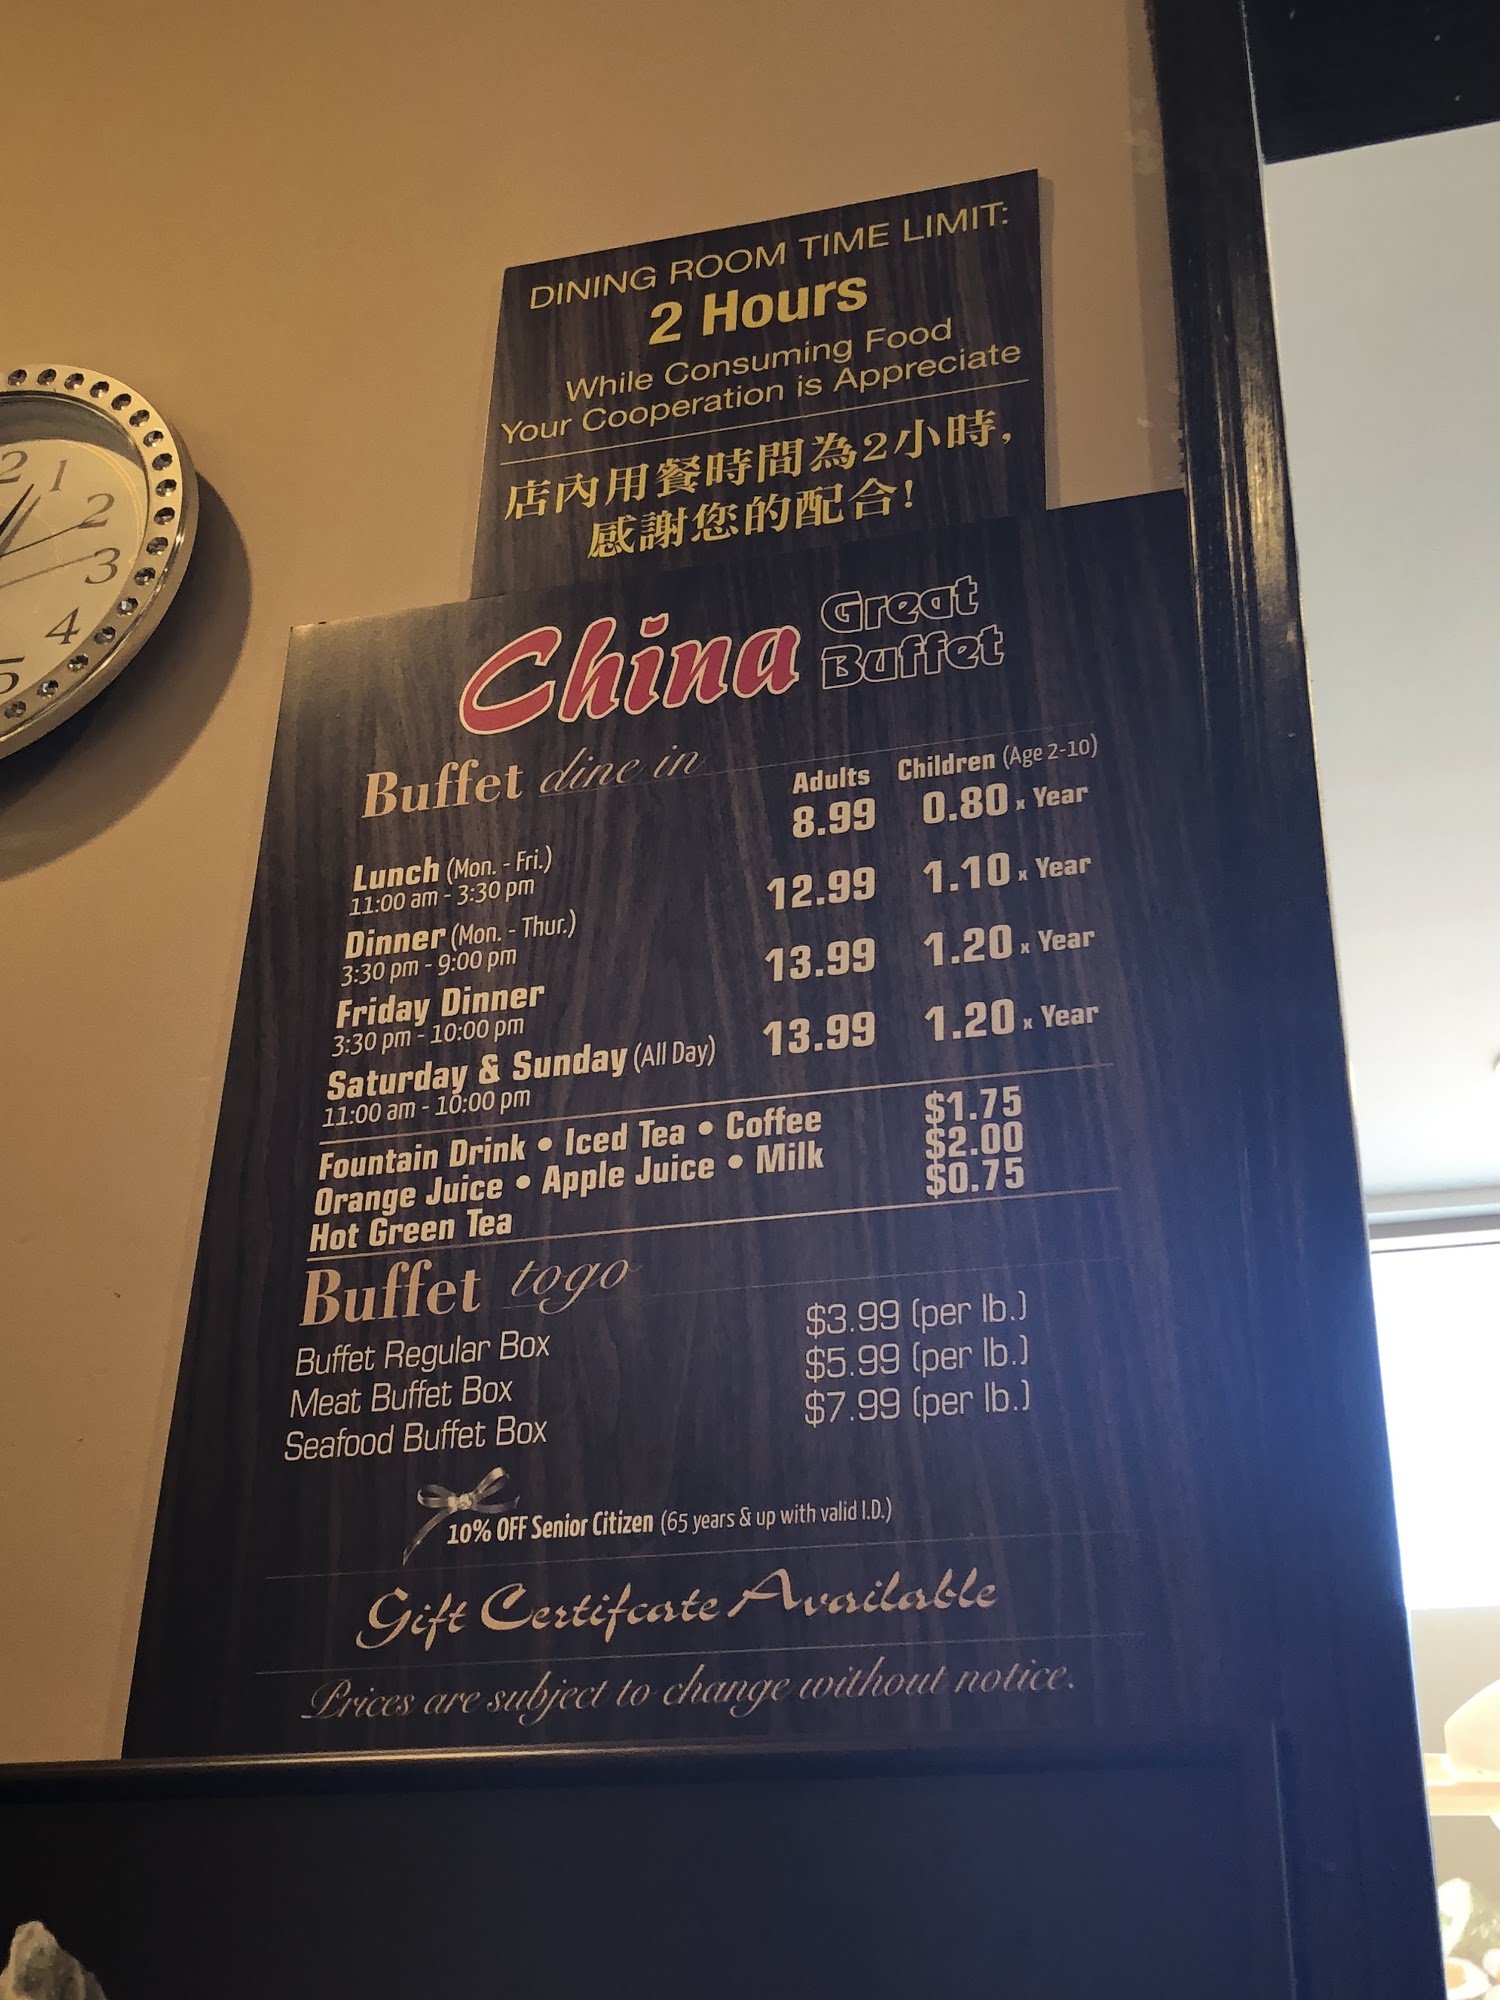 DINING ROOM TIME LIMIT:
2 Hours
While Consuming Food
Your Cooperation is Appreciate
店內用餐時間為2小時,
感謝您的配合!
China Great Buffet
Buffet dine in
Adults Children (Age 2-10)
Lunch (Mon. - Fri.) 8.99 0.80 x Year
11:00 am - 3:30 pm
Dinner (Mon. - Thur.) 12.99 1.10 x Year
3:30 pm - 9:00 pm
Friday Dinner 13.99 1.20 x Year
3:30 pm - 10:00 pm
Saturday & Sunday (All Day) 13.99 1.20 x Year
11:00 am - 10:00 pm
Fountain Drink • Iced Tea • Coffee $1.75
Orange Juice • Apple Juice • Milk $2.00
Hot Green Tea $0.75
Buffet togo
Buffet Regular Box $3.99 (per lb.)
Meat Buffet Box $5.99 (per lb.)
Seafood Buffet Box $7.99 (per lb.)
10% OFF Senior Citizen (65 years & up with valid I.D.)
Gift Certifcate Available
Prices are subject to change without notice.
2 1
2
3
4
5